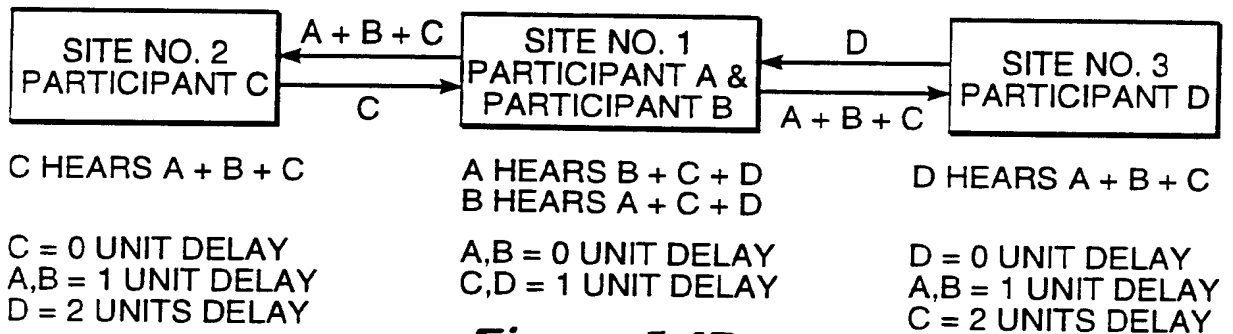 SITE NO. 2
PARTICIPANT C
A + B + C
C
SITE NO. 1
PARTICIPANT A &
PARTICIPANT B
D
A + B + C
SITE NO. 3
PARTICIPANT D
C HEARS A + B + C
C = 0 UNIT DELAY
A,B = 1 UNIT DELAY
D = 2 UNITS DELAY
A HEARS B + C + D
B HEARS A + C + D
A,B = 0 UNIT DELAY
C,D = 1 UNIT DELAY
D HEARS A + B + C
D = 0 UNIT DELAY
A,B = 1 UNIT DELAY
C = 2 UNITS DELAY